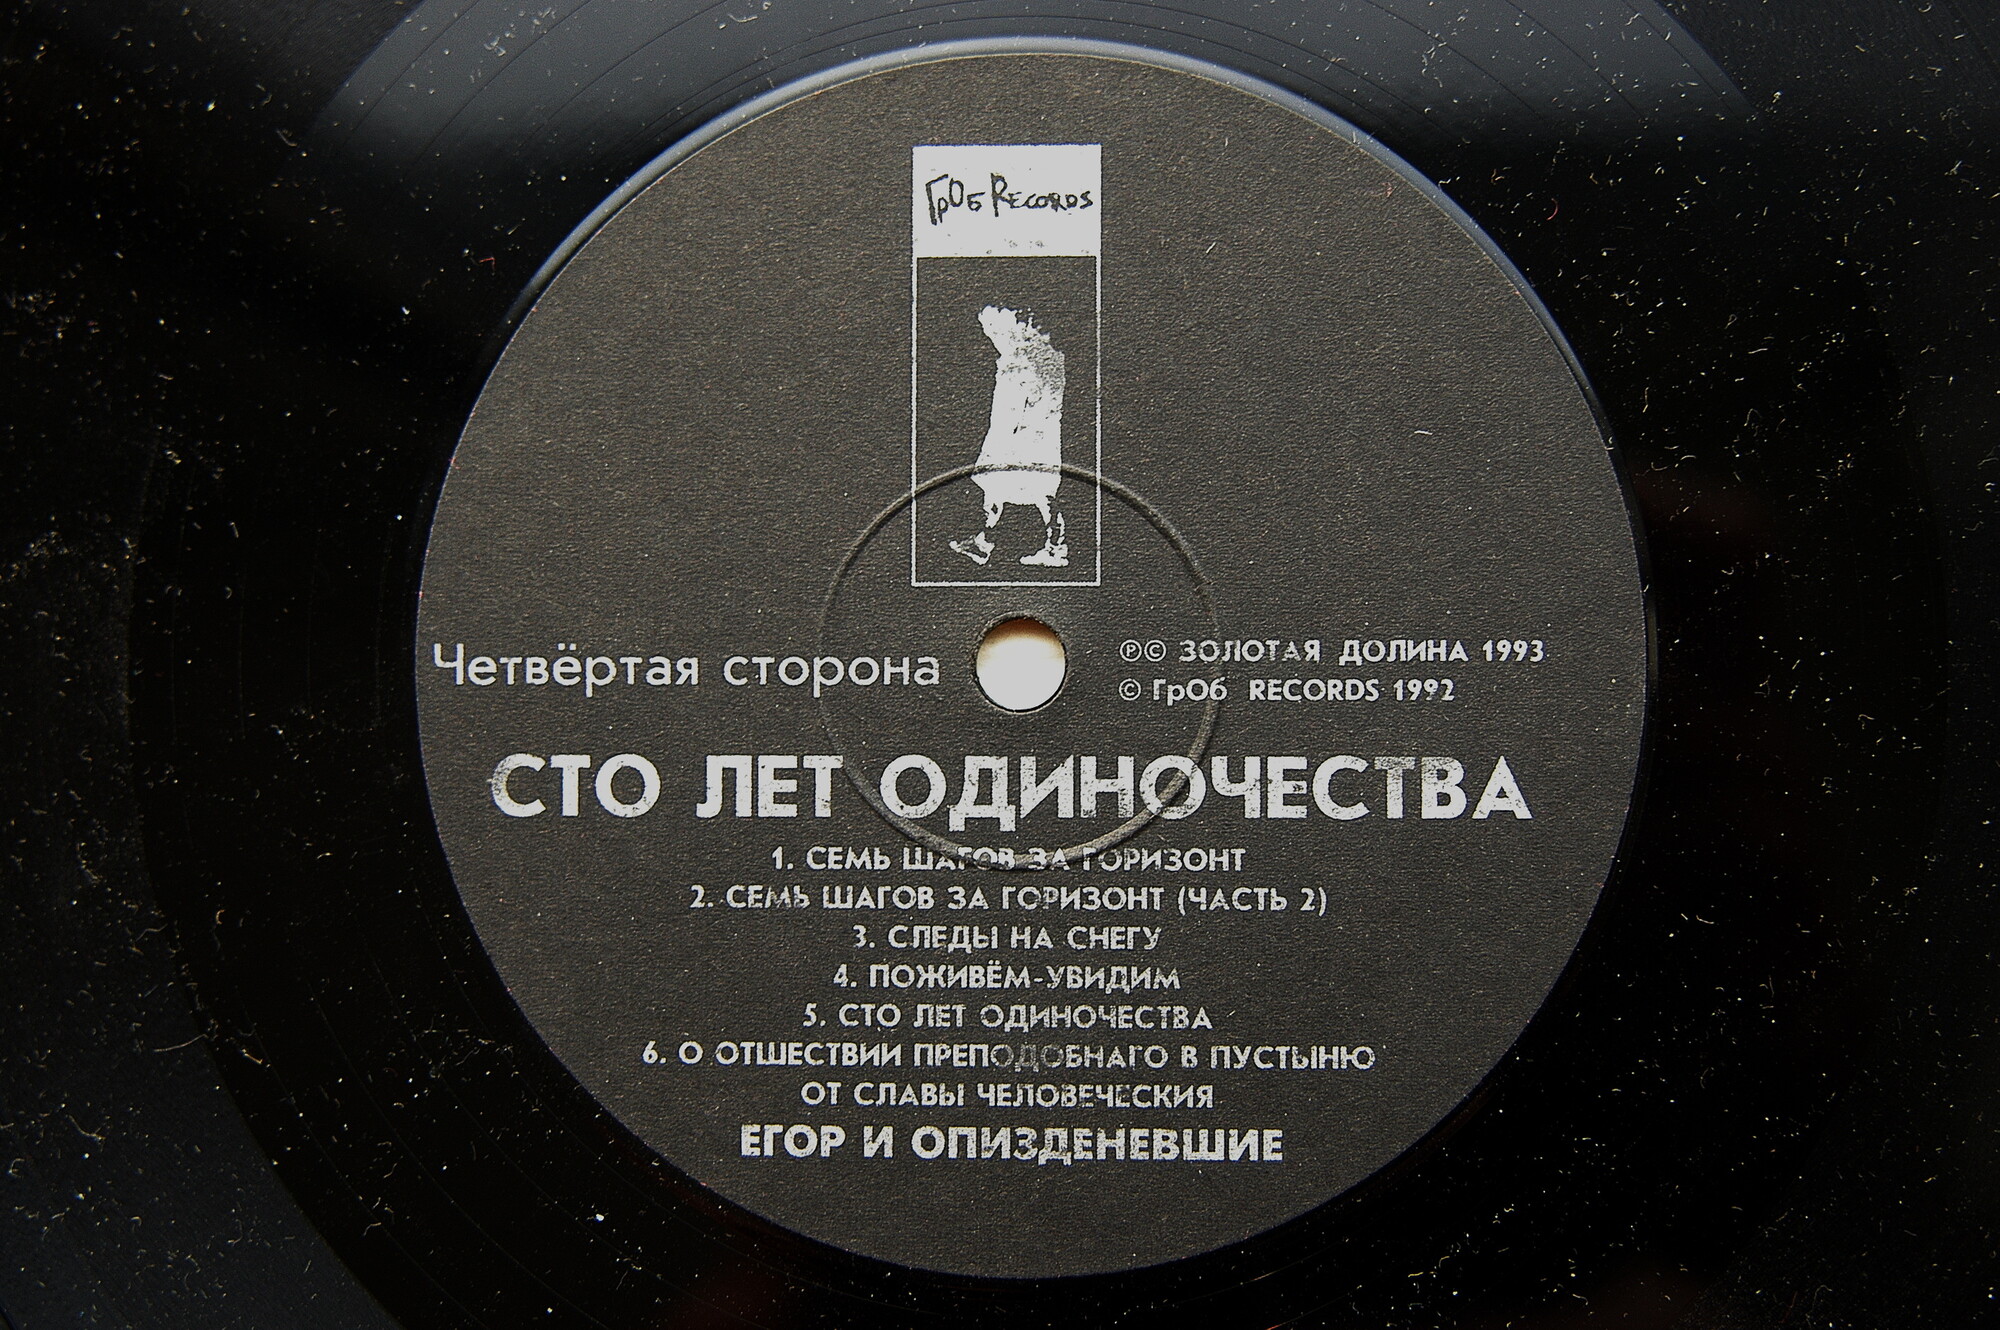 ГрОб Records
Четвёртая сторона
℗© ЗОЛОТАЯ ДОЛИНА 1993
© ГрОб RECORDS 1992
СТО ЛЕТ ОДИНОЧЕСТВА
1. СЕМЬ ШАГОВ ЗА ГОРИЗОНТ
2. СЕМЬ ШАГОВ ЗА ГОРИЗОНТ (ЧАСТЬ 2)
3. СЛЕДЫ НА СНЕГУ
4. ПОЖИВЁМ-УВИДИМ
5. СТО ЛЕТ ОДИНОЧЕСТВА
6. О ОТШЕСТВИИ ПРЕПОДОБНАГО В ПУСТЫНЮ
ОТ СЛАВЫ ЧЕЛОВЕЧЕСКИЯ
ЕГОР И ОПИЗДЕНЕВШИЕ